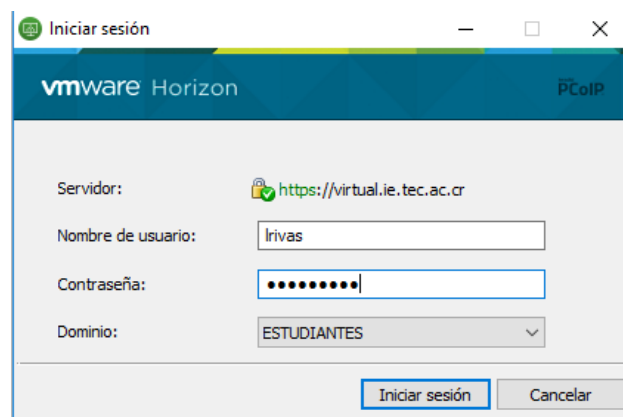 Iniciar sesión
vmware Horizon
PCoIP
Servidor: https://virtual.ie.tec.ac.cr
Nombre de usuario: lrivas
Contraseña: •••••••••
Dominio: ESTUDIANTES
Iniciar sesión Cancelar